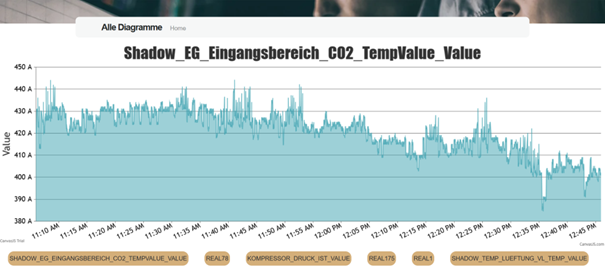 Alle Diagramme - Home
Shadow_EG_Eingangsbereich_CO2_TempValue_Value
450 A
440 A
430 A
420 A
410 A
400 A
390 A
380 A
Value
11:10 AM
11:15 AM
11:20 AM
11:25 AM
11:30 AM
11:35 AM
11:40 AM
11:45 AM
11:50 AM
11:55 AM
12:00 PM
12:05 PM
12:10 PM
12:15 PM
12:20 PM
12:25 PM
12:30 PM
12:35 PM
12:40 PM
12:45 PM
CanvasJS Trial
CanvasJS.com
SHADOW_EG_EINGANGSBEREICH_CO2_TEMPVALUE_VALUE REAL78 KOMPRESSOR_DRUCK_IST_VALUE REAL175 REAL1 SHADOW_TEMP_LUEFTUNG_VL_TEMP_VALUE